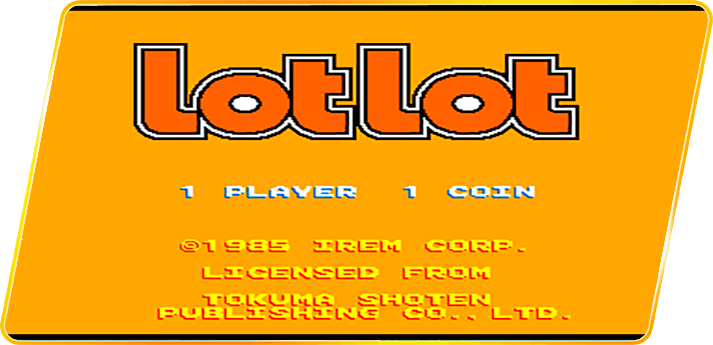 lotlot
1 PLAYER 1 COIN
©1985 IREM CORP.
LICENSED FROM
TOKUMA SHOTEN
PUBLISHING CO., LTD.